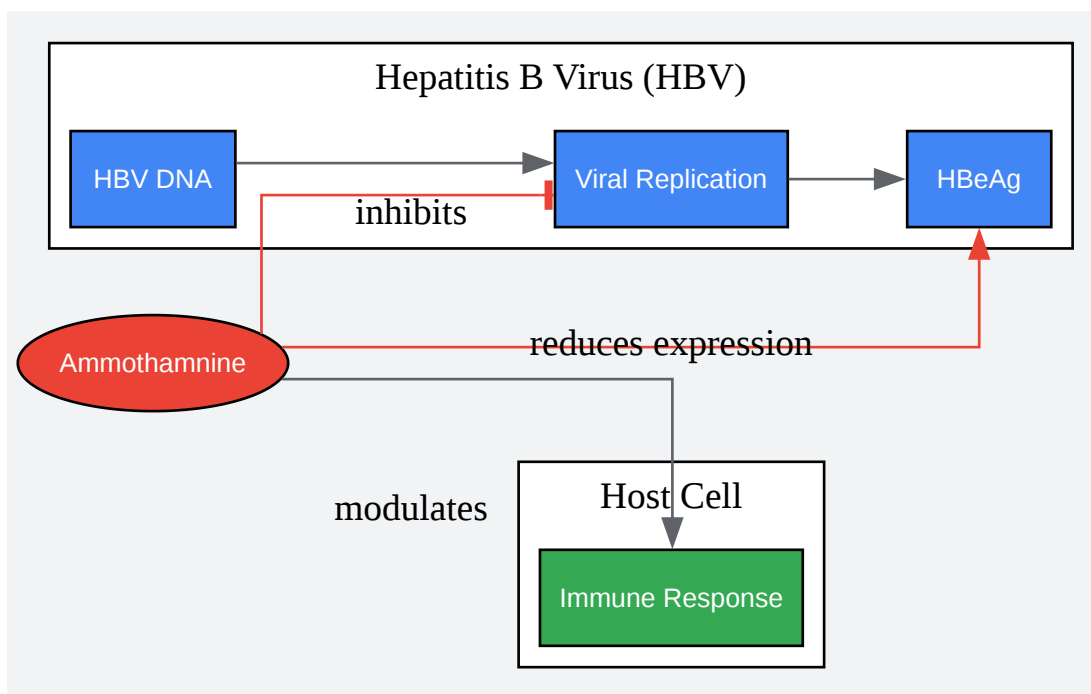 Hepatitis B Virus (HBV)
HBV DNA
Viral Replication
HBeAg
inhibits
reduces expression
Ammothamnine
modulates
Host Cell
Immune Response